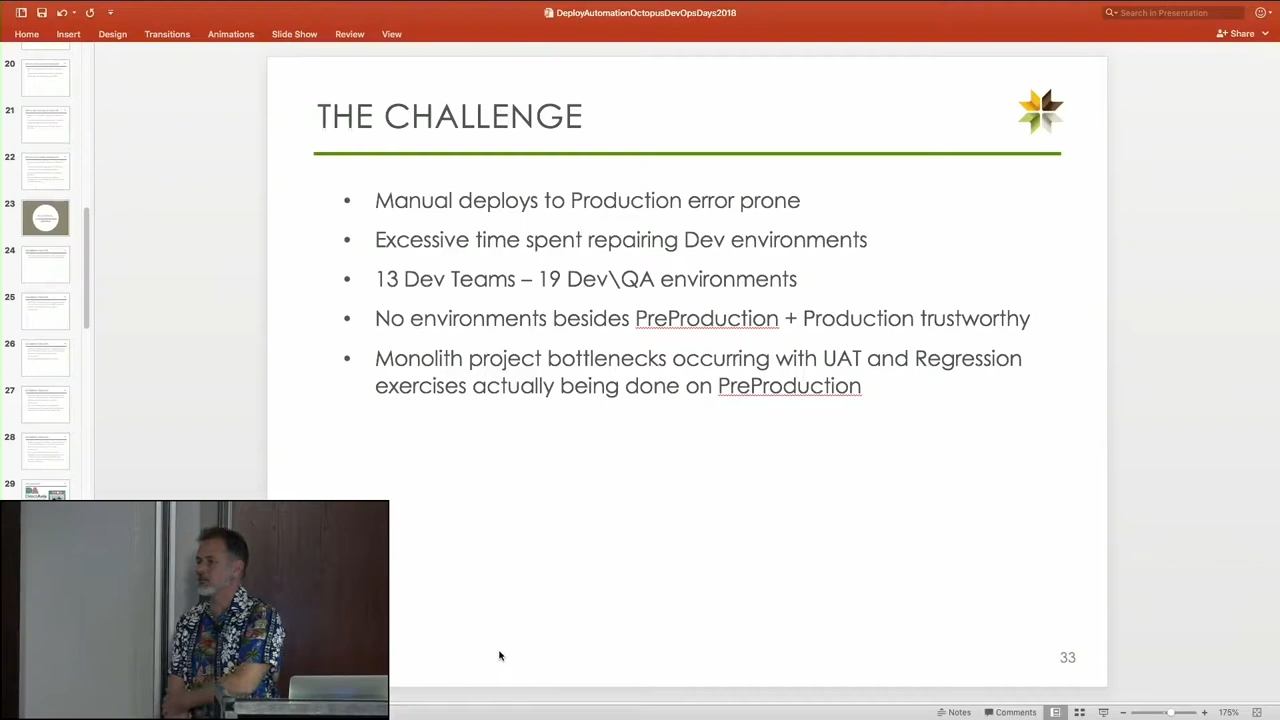 DeployAutomationOctopusDevOpsDays2018
Search in Presentation
Home Insert Design Transitions Animations Slide Show Review View
Share
20
21
22
23
24
25
26
27
28
29
THE CHALLENGE
• Manual deploys to Production error prone
• Excessive time spent repairing Dev environments
• 13 Dev Teams – 19 Dev\QA environments
• No environments besides PreProduction + Production trustworthy
• Monolith project bottlenecks occurring with UAT and Regression
exercises actually being done on PreProduction
33
Notes Comments 175%